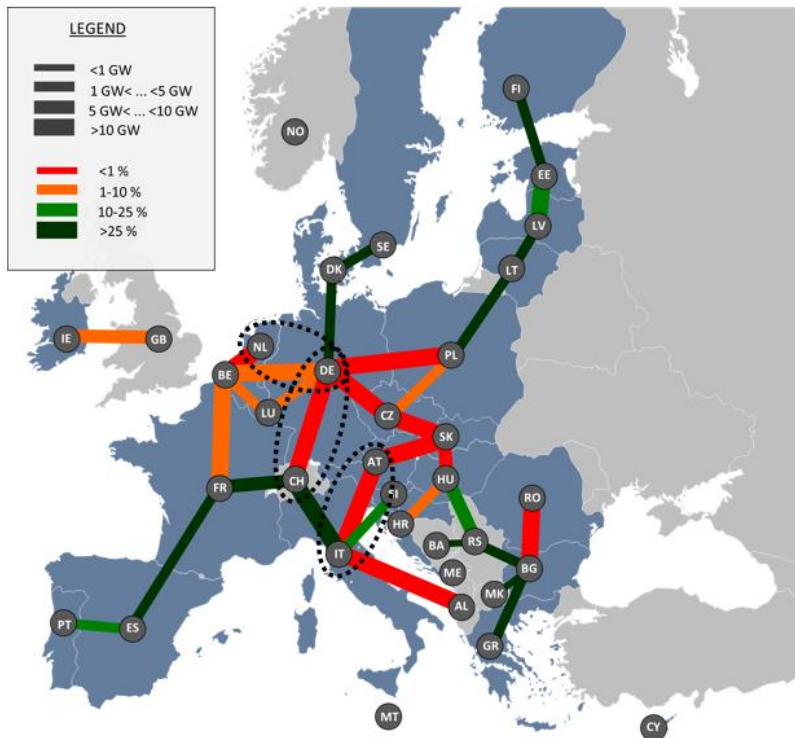 LEGEND
<1 GW
1 GW< ... <5 GW
5 GW< ... <10 GW
>10 GW
<1 %
1-10 %
10-25 %
>25 %
FI
NO
EE
LV
SE
DK
LT
IE
GB
NL
PL
BE
DE
LU
CZ
SK
AT
CH
HU
FR
SI
RO
HR
BA
RS
IT
ME
BG
MK
AL
PT
ES
GR
MT
CY